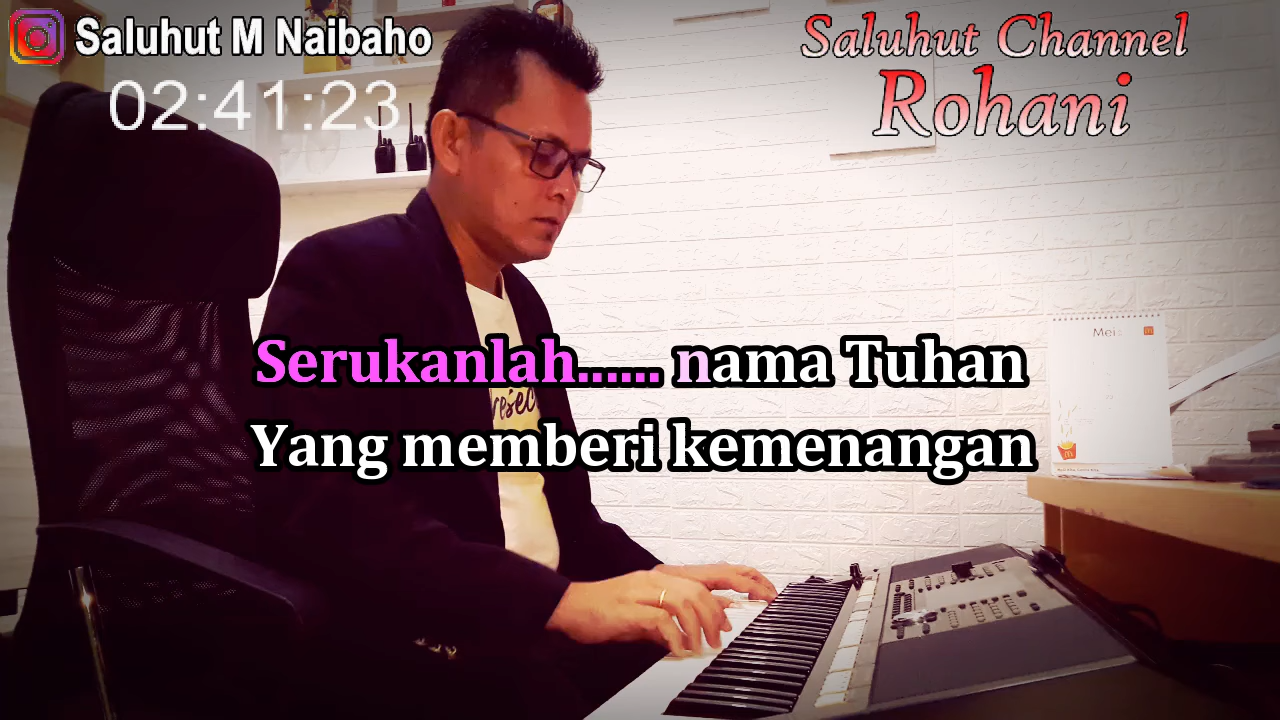 Saluhut M Naibaho
02:41:23
Saluhut Channel
Rohani
Serukanlah...... nama Tuhan
Yang memberi kemenangan
Mei